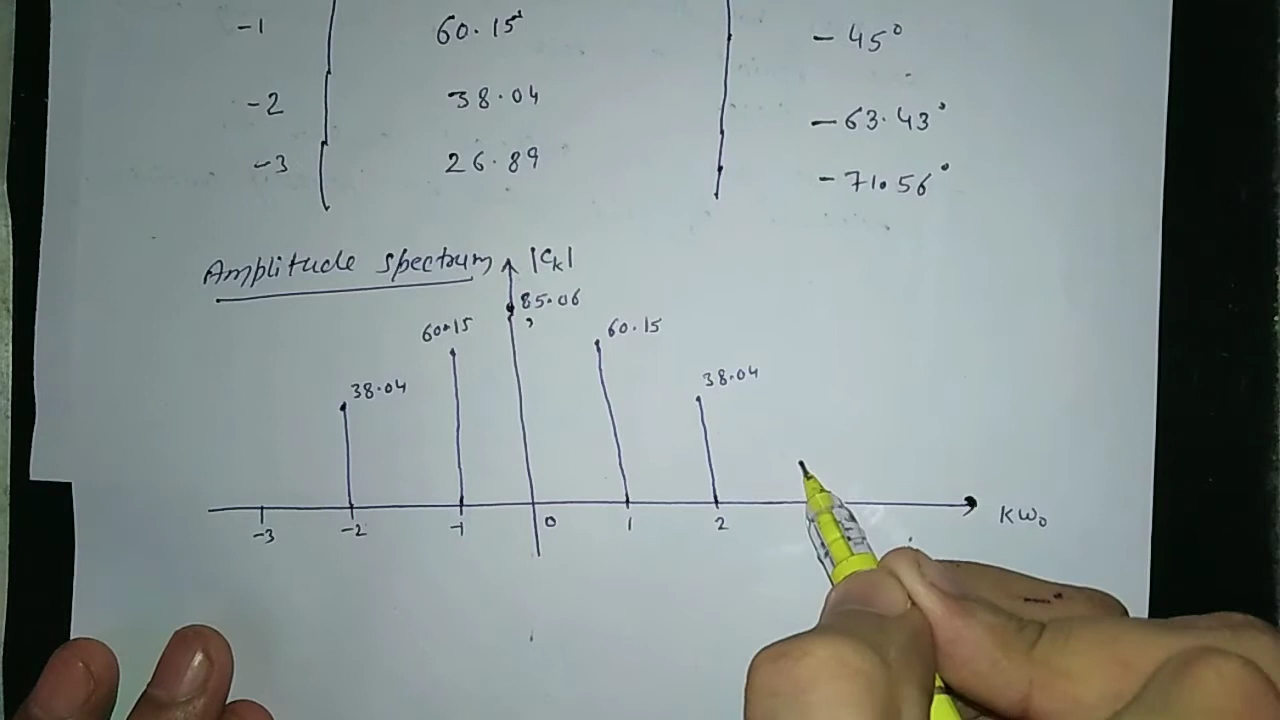 -1 60.15 -45°
-2 38.04 -63.43°
-3 26.89 -71.56°
Amplitude spectrum |Ck|
85.06
60.15 60.15
38.04 38.04
-3 -2 -1 0 1 2 Kω₀